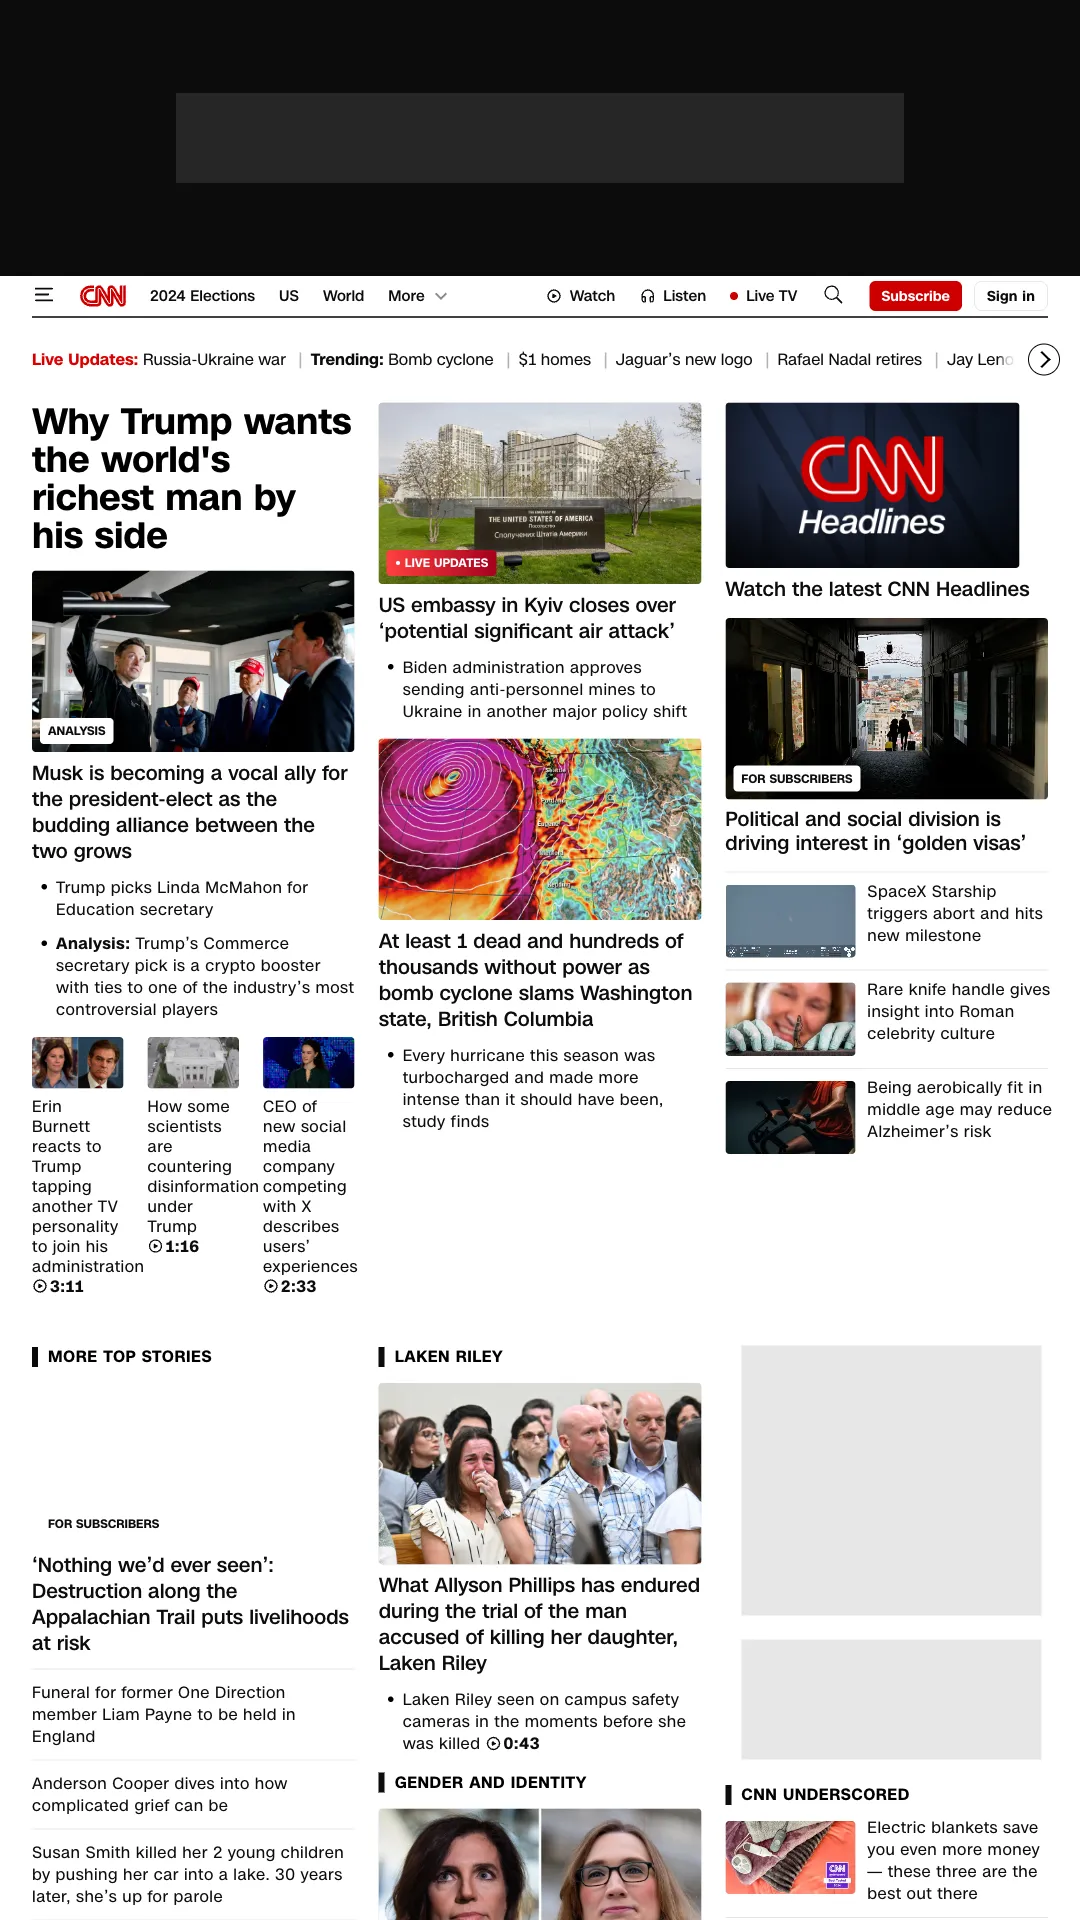 CNN
2024 Elections
US
World
More
Watch
Listen
Live TV
Subscribe
Sign in
Live Updates: Russia-Ukraine war | Trending: Bomb cyclone | $1 homes | Jaguar’s new logo | Rafael Nadal retires | Jay Leno
Why Trump wants
the world's
richest man by
his side
ANALYSIS
Musk is becoming a vocal ally for
the president-elect as the
budding alliance between the
two grows
• Trump picks Linda McMahon for
Education secretary
• Analysis: Trump’s Commerce
secretary pick is a crypto booster
with ties to one of the industry’s most
controversial players
Erin
Burnett
reacts to
Trump
tapping
another TV
personality
to join his
administration
3:11
How some
scientists
are
countering
disinformation
under
Trump
1:16
CEO of
new social
media
company
competing
with X
describes
users’
experiences
2:33
THE EMBASSY OF
THE UNITED STATES OF AMERICA
Посольство
Сполучених Штатів Америки
• LIVE UPDATES
US embassy in Kyiv closes over
‘potential significant air attack’
• Biden administration approves
sending anti-personnel mines to
Ukraine in another major policy shift
Seattle
Portland
Eugene
Medford
Redding
At least 1 dead and hundreds of
thousands without power as
bomb cyclone slams Washington
state, British Columbia
• Every hurricane this season was
turbocharged and made more
intense than it should have been,
study finds
CNN
Headlines
Watch the latest CNN Headlines
FOR SUBSCRIBERS
Political and social division is
driving interest in ‘golden visas’
SpaceX Starship
triggers abort and hits
new milestone
Rare knife handle gives
insight into Roman
celebrity culture
Being aerobically fit in
middle age may reduce
Alzheimer’s risk
MORE TOP STORIES
FOR SUBSCRIBERS
‘Nothing we’d ever seen’:
Destruction along the
Appalachian Trail puts livelihoods
at risk
Funeral for former One Direction
member Liam Payne to be held in
England
Anderson Cooper dives into how
complicated grief can be
Susan Smith killed her 2 young children
by pushing her car into a lake. 30 years
later, she’s up for parole
LAKEN RILEY
What Allyson Phillips has endured
during the trial of the man
accused of killing her daughter,
Laken Riley
• Laken Riley seen on campus safety
cameras in the moments before she
was killed 0:43
GENDER AND IDENTITY
CNN UNDERSCORED
CNN
Electric blankets save
you even more money
— these three are the
best out there